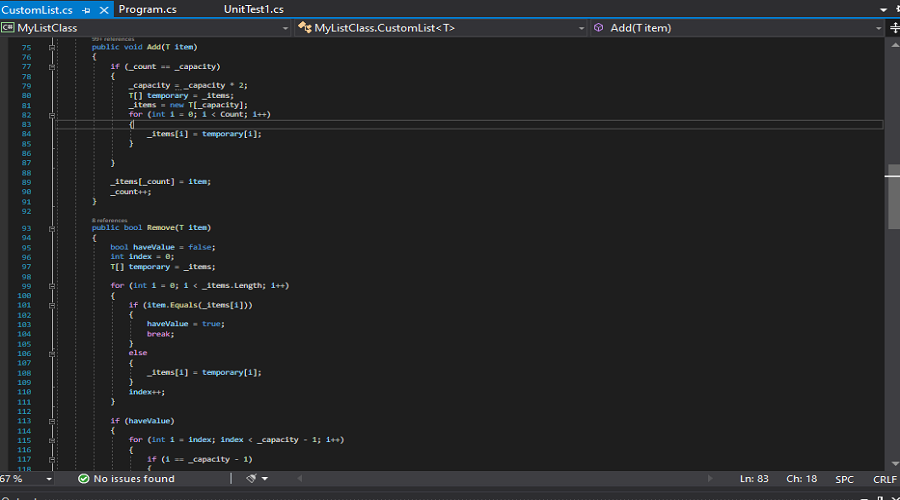 CustomList.cs
Program.cs
UnitTest1.cs
MyListClass
MyListClass.CustomList<T>
Add(T item)
99+ references
75 public void Add(T item)
76 {
77 if (_count == _capacity)
78 {
79 _capacity = _capacity * 2;
80 T[] temporary = _items;
81 _items = new T[_capacity];
82 for (int i = 0; i < Count; i++)
83 {
84 _items[i] = temporary[i];
85 }
86
87 }
88
89 _items[_count] = item;
90 _count++;
91 }
92
8 references
93 public bool Remove(T item)
94 {
95 bool haveValue = false;
96 int index = 0;
97 T[] temporary = _items;
98
99 for (int i = 0; i < _items.Length; i++)
100 {
101 if (item.Equals(_items[i]))
102 {
103 haveValue = true;
104 break;
105 }
106 else
107 {
108 _items[i] = temporary[i];
109 }
110 index++;
111 }
112
113 if (haveValue)
114 {
115 for (int i = index; index < _capacity - 1; i++)
116 {
117 if (i == _capacity - 1)
118 {
67 %
No issues found
Ln: 83 Ch: 18 SPC CRLF